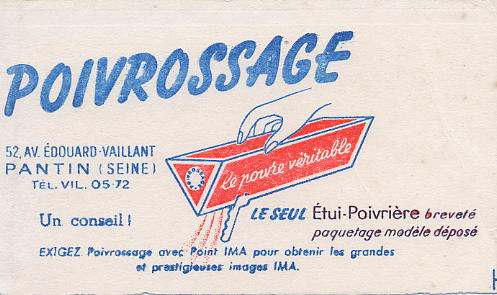 POIVROSSAGE
52, AV. ÉDOUARD-VAILLANT
PANTIN (SEINE)
TÉL. VIL. 05-72
POIVROSSAGE
Le poivre véritable
Un conseil!
LE SEUL Étui-Poivrière breveté
paquetage modèle déposé
EXIGEZ Poivrossage avec Point IMA pour obtenir les grandes
et prestigieuses images IMA.